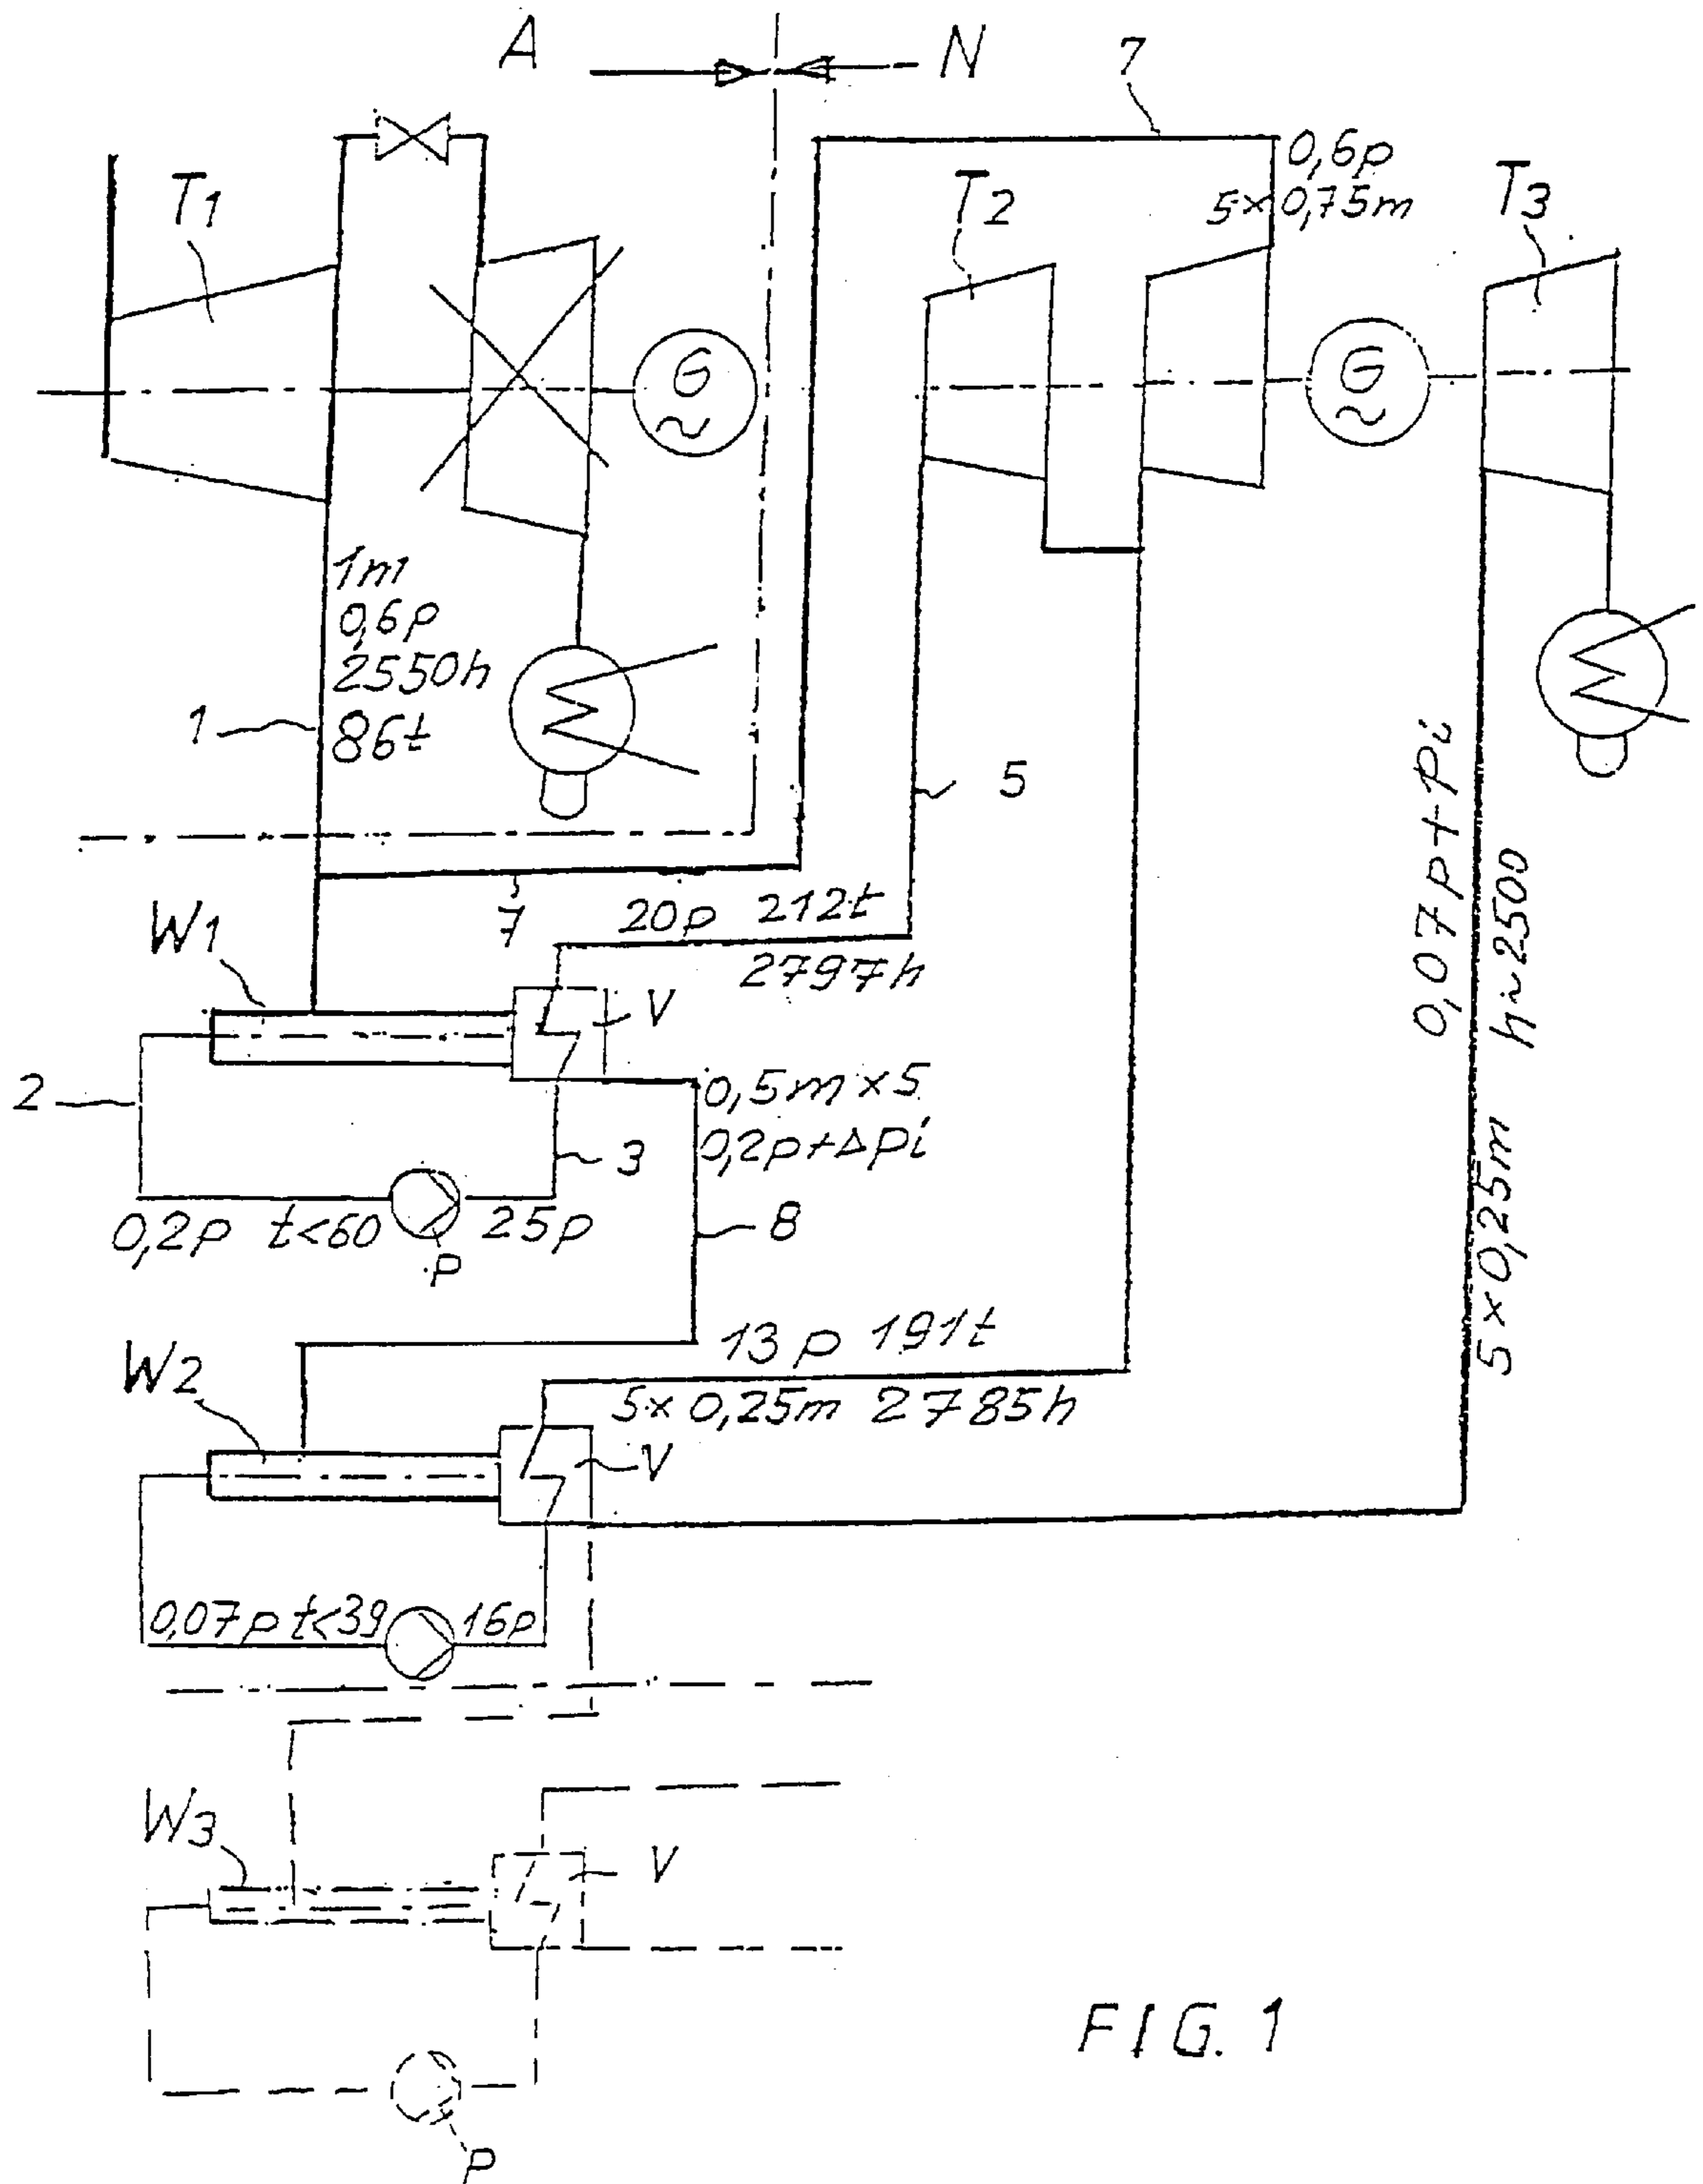 A
N
7
0,6p
5×0,75m
T1
T2
T3
G
~
G
~
1m
0,6p
2550h
86t
1
5
0,07p+Pi
h~2500
5×0,25m
7
20p 212t
2797h
W1
V
2
0,5m×5
0,2p+Δpi
3
0,2p t<60
25p
P
8
13p 191t
5×0,25m 2785h
W2
V
0,07p t<39
16p
W3
V
P
FIG. 1